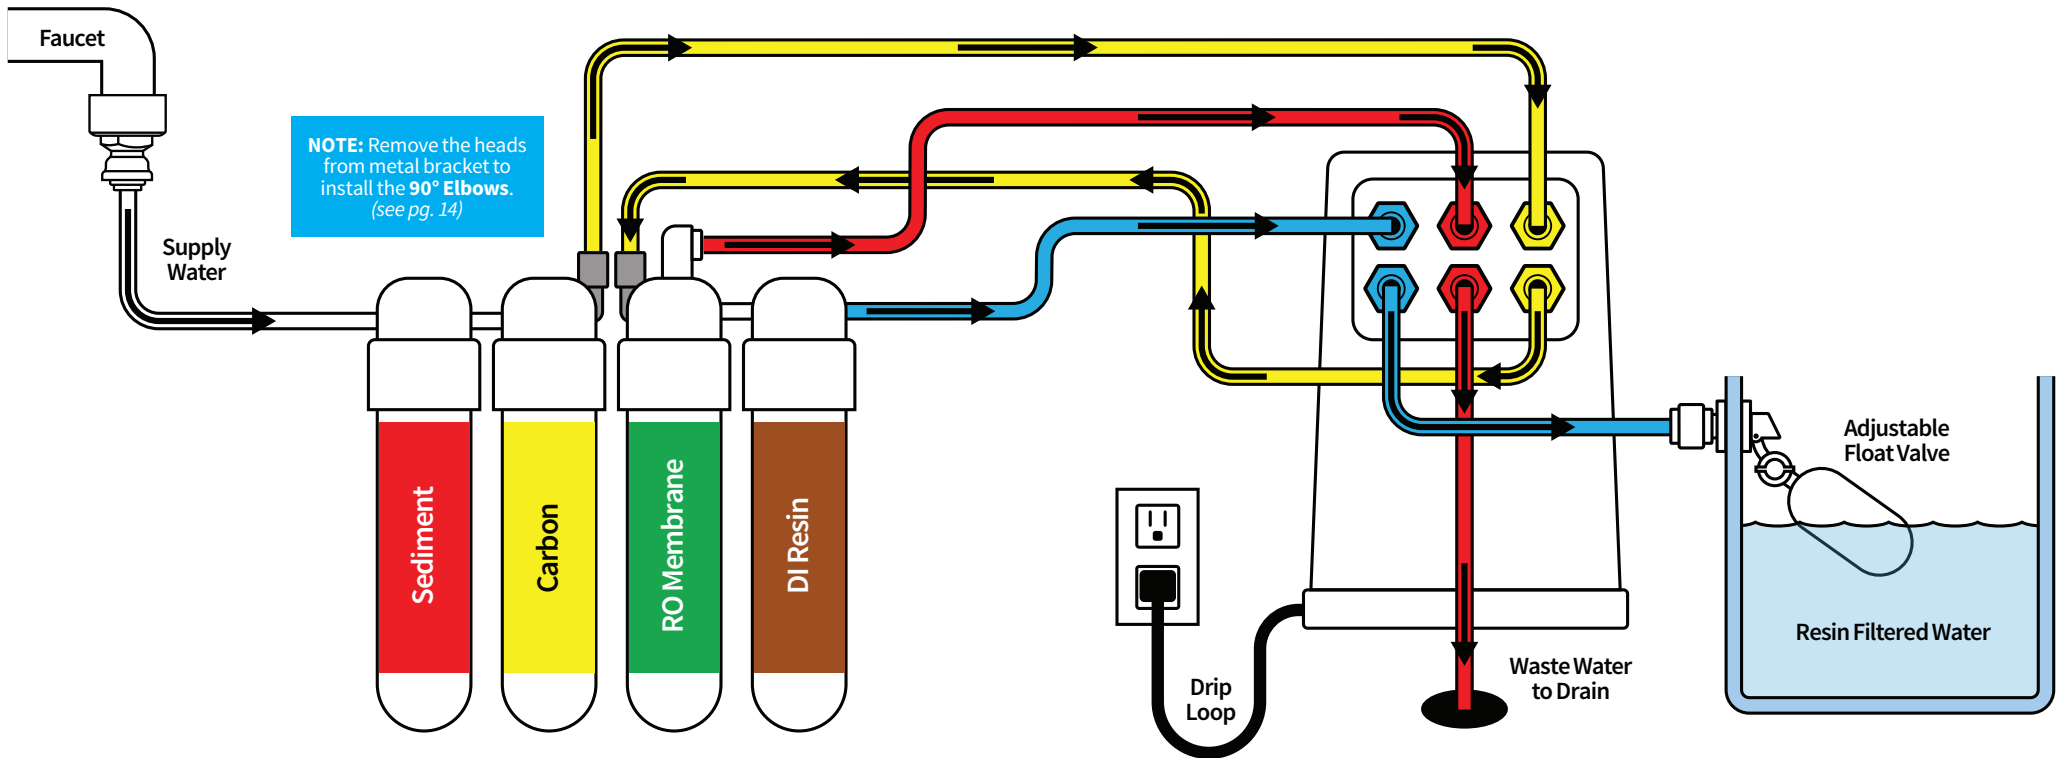 Faucet
NOTE: Remove the heads
from metal bracket to
install the 90° Elbows.
(see pg. 14)
Supply
Water
Sediment
Carbon
RO Membrane
DI Resin
Adjustable
Float Valve
Resin Filtered Water
Waste Water
to Drain
Drip
Loop